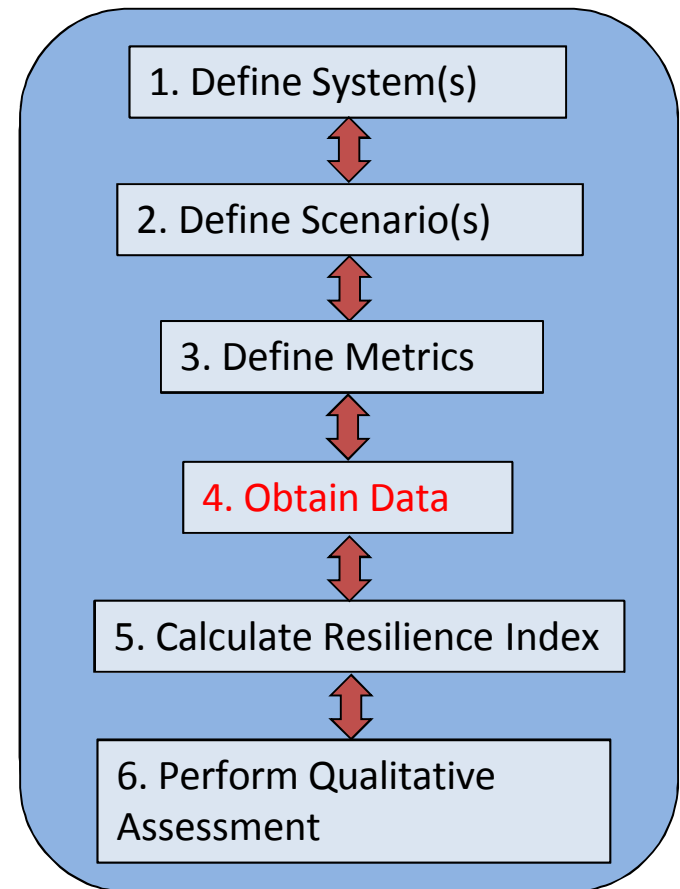 1. Define System(s)
2. Define Scenario(s)
3. Define Metrics
4. Obtain Data
5. Calculate Resilience Index
6. Perform Qualitative
Assessment